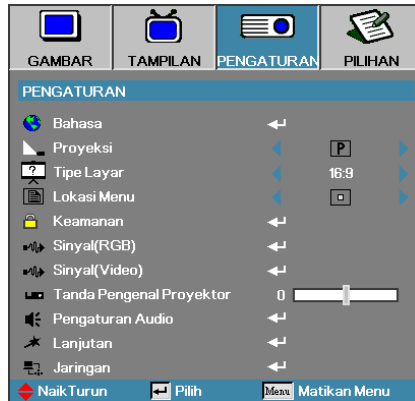 GAMBAR TAMPILAN PENGATURAN PILIHAN
PENGATURAN
Bahasa
Proyeksi P
Tipe Layar 16:9
Lokasi Menu
Keamanan
Sinyal(RGB)
Sinyal(Video)
Tanda Pengenal Proyektor 0
Pengaturan Audio
Lanjutan
Jaringan
NaikTurun Pilih Menu Matikan Menu